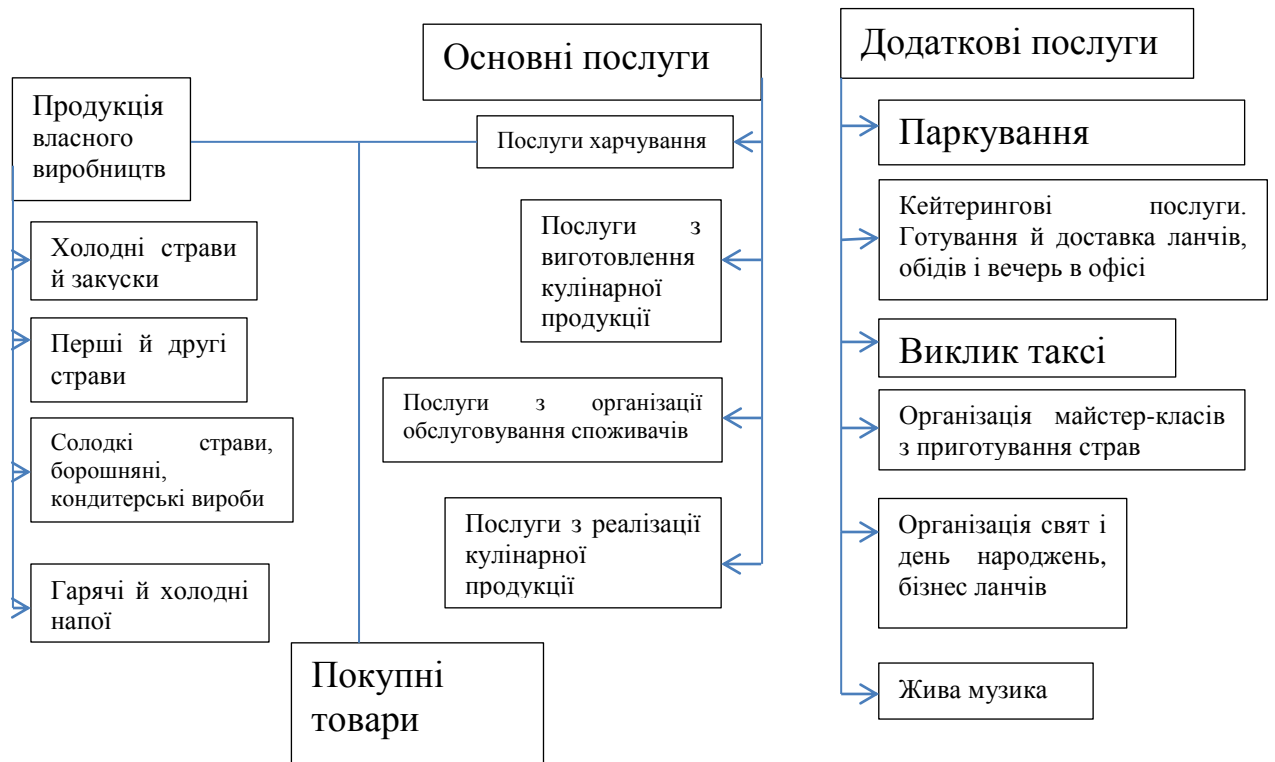 Основні послуги
Додаткові послуги
Продукція
власного
виробництв
Послуги харчування
Паркування
Послуги з
виготовлення
кулінарної
продукції
Кейтерингові послуги.
Готування й доставка ланчів,
обідів і вечерь в офісі
Холодні страви
й закуски
Перші й другі
страви
Виклик таксі
Послуги з організації
обслуговування споживачів
Організація майстер-класів
з приготування страв
Солодкі страви,
борошняні,
кондитерські вироби
Послуги з реалізації
кулінарної
продукції
Організація свят і
день народжень,
бізнес ланчів
Гарячі й холодні
напої
Покупні
товари
Жива музика